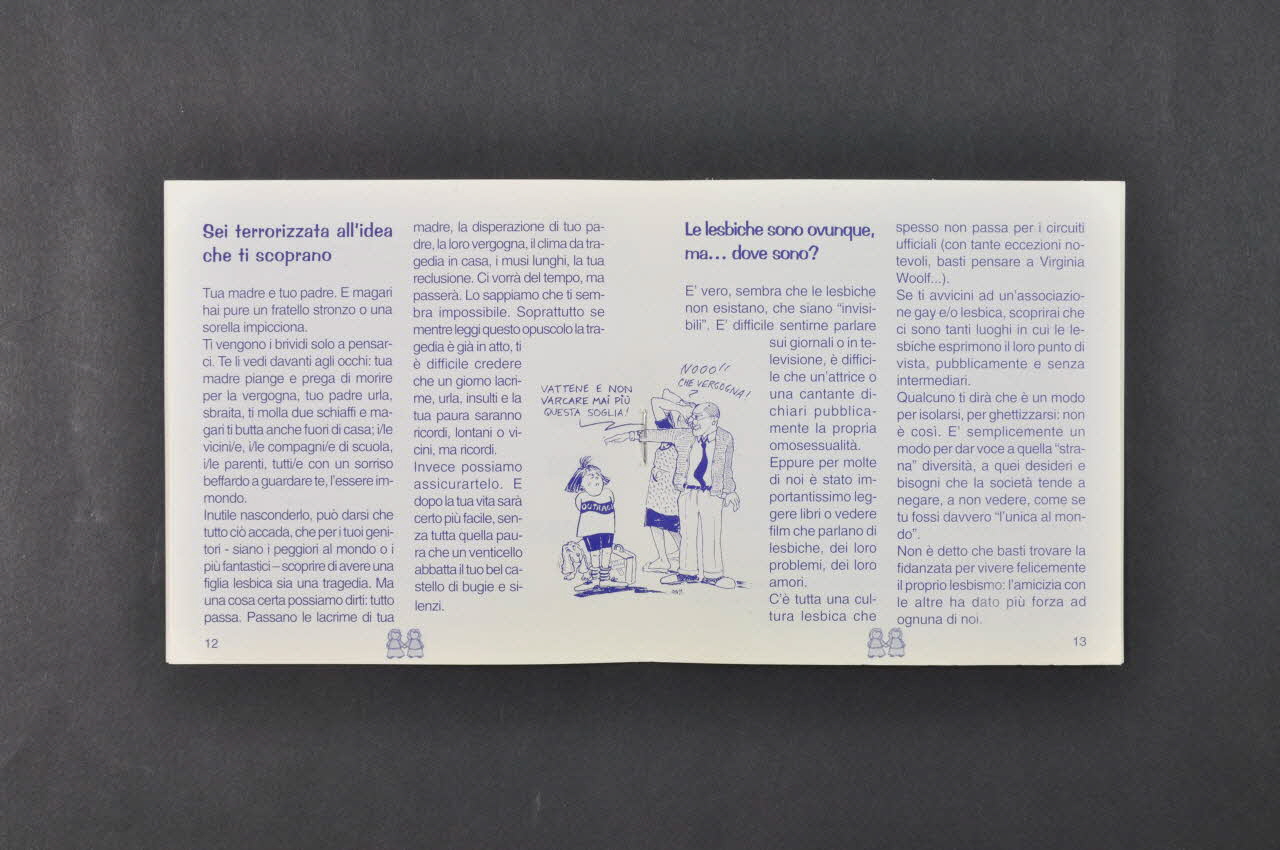 Sei terrorizzata all'idea
che ti scoprano
Tua madre e tuo padre. E magari
hai pure un fratello stronzo o una
sorella impicciona.
Ti vengono i brividi solo a pensar-
ci. Te li vedi davanti agli occhi: tua
madre piange e prega di morire
per la vergogna, tuo padre urla,
sbraita, ti molla due schiaffi e ma-
gari ti butta anche fuori di casa; i/le
vicini/e, i/le compagni/e di scuola,
i/le parenti, tutti/e con un sorriso
beffardo a guardare te, l'essere im-
mondo.
Inutile nasconderlo, può darsi che
tutto ciò accada, che per i tuoi geni-
tori - siano i peggiori al mondo o i
più fantastici – scoprire di avere una
figlia lesbica sia una tragedia. Ma
una cosa certa possiamo dirti: tutto
passa. Passano le lacrime di tua
12
madre, la disperazione di tuo pa-
dre, la loro vergogna, il clima da tra-
gedia in casa, i musi lunghi, la tua
reclusione. Ci vorrà del tempo, ma
passerà. Lo sappiamo che ti sem-
bra impossibile. Soprattutto se
mentre leggi questo opuscolo la tra-
gedia è già in atto, ti
è difficile credere
che un giorno lacri-
me, urla, insulti e la
tua paura saranno
ricordi, lontani o vi-
cini, ma ricordi.
Invece possiamo
assicurartelo. E
dopo la tua vita sarà
certo più facile, sen-
za tutta quella pau-
ra che un venticello
abbatta il tuo bel ca-
stello di bugie e si-
lenzi.
VATTENE E NON
VARCARE MAI PIÙ
QUESTA SOGLIA!
NOOO!!
CHE VERGOGNA!
?
OUTRAGE
Le lesbiche sono ovunque,
ma... dove sono?
E' vero, sembra che le lesbiche
non esistano, che siano "invisi-
bili". E' difficile sentirne parlare
sui giornali o in te-
levisione, è diffici-
le che un'attrice o
una cantante di-
chiari pubblica-
mente la propria
omosessualità.
Eppure per molte
di noi è stato im-
portantissimo leg-
gere libri o vedere
film che parlano di
lesbiche, dei loro
problemi, dei loro
amori.
C'è tutta una cul-
tura lesbica che
spesso non passa per i circuiti
ufficiali (con tante eccezioni no-
tevoli, basti pensare a Virginia
Woolf...).
Se ti avvicini ad un'associazio-
ne gay e/o lesbica, scoprirai che
ci sono tanti luoghi in cui le le-
sbiche esprimono il loro punto di
vista, pubblicamente e senza
intermediari.
Qualcuno ti dirà che è un modo
per isolarsi, per ghettizzarsi: non
è così. E' semplicemente un
modo per dar voce a quella "stra-
na" diversità, a quei desideri e
bisogni che la società tende a
negare, a non vedere, come se
tu fossi davvero "l'unica al mon-
do".
Non è detto che basti trovare la
fidanzata per vivere felicemente
il proprio lesbismo: l'amicizia con
le altre ha dato più forza ad
ognuna di noi.
13